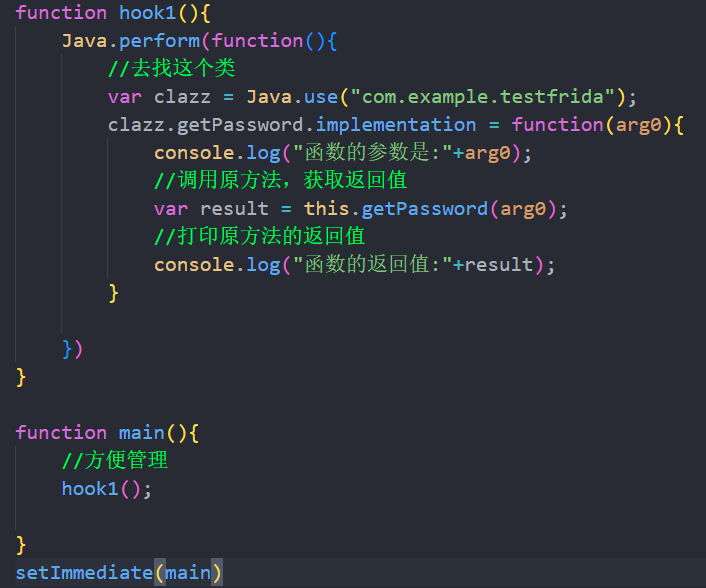 function hook1(){
Java.perform(function(){
//去找这个类
var clazz = Java.use("com.example.testfrida");
clazz.getPassword.implementation = function(arg0){
console.log("函数的参数是:"+arg0);
//调用原方法，获取返回值
var result = this.getPassword(arg0);
//打印原方法的返回值
console.log("函数的返回值:"+result);
}
})
}
function main(){
//方便管理
hook1();
}
setImmediate(main)